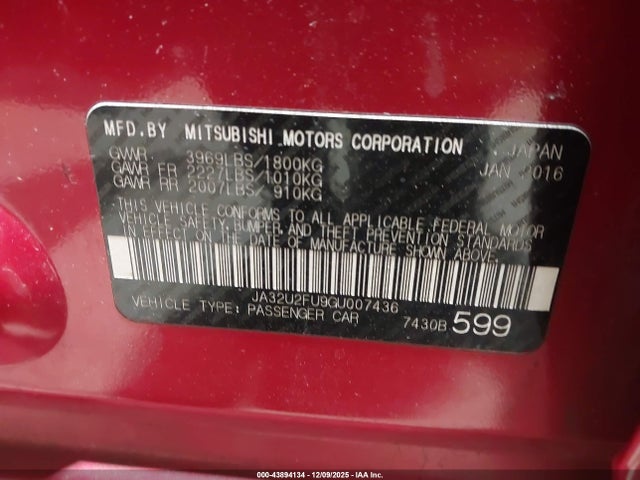 MFD.BY MITSUBISHI MOTORS CORPORATION JAPAN
GVWR 3969LBS/1800KG JAN 2016
GAWR FR 2227LBS/1010KG
GAWR RR 2007LBS/ 910KG
THIS VEHICLE CONFORMS TO ALL APPLICABLE FEDERAL MOTOR
VEHICLE SAFETY, BUMPER, AND THEFT PREVENTION STANDARDS
IN EFFECT ON THE DATE OF MANUFACTURE SHOWN ABOVE.
JA32U2FU9GU007436
VEHICLE TYPE: PASSENGER CAR 7430B 599
000-43894134 | 12/09/2025 | IAA Inc.